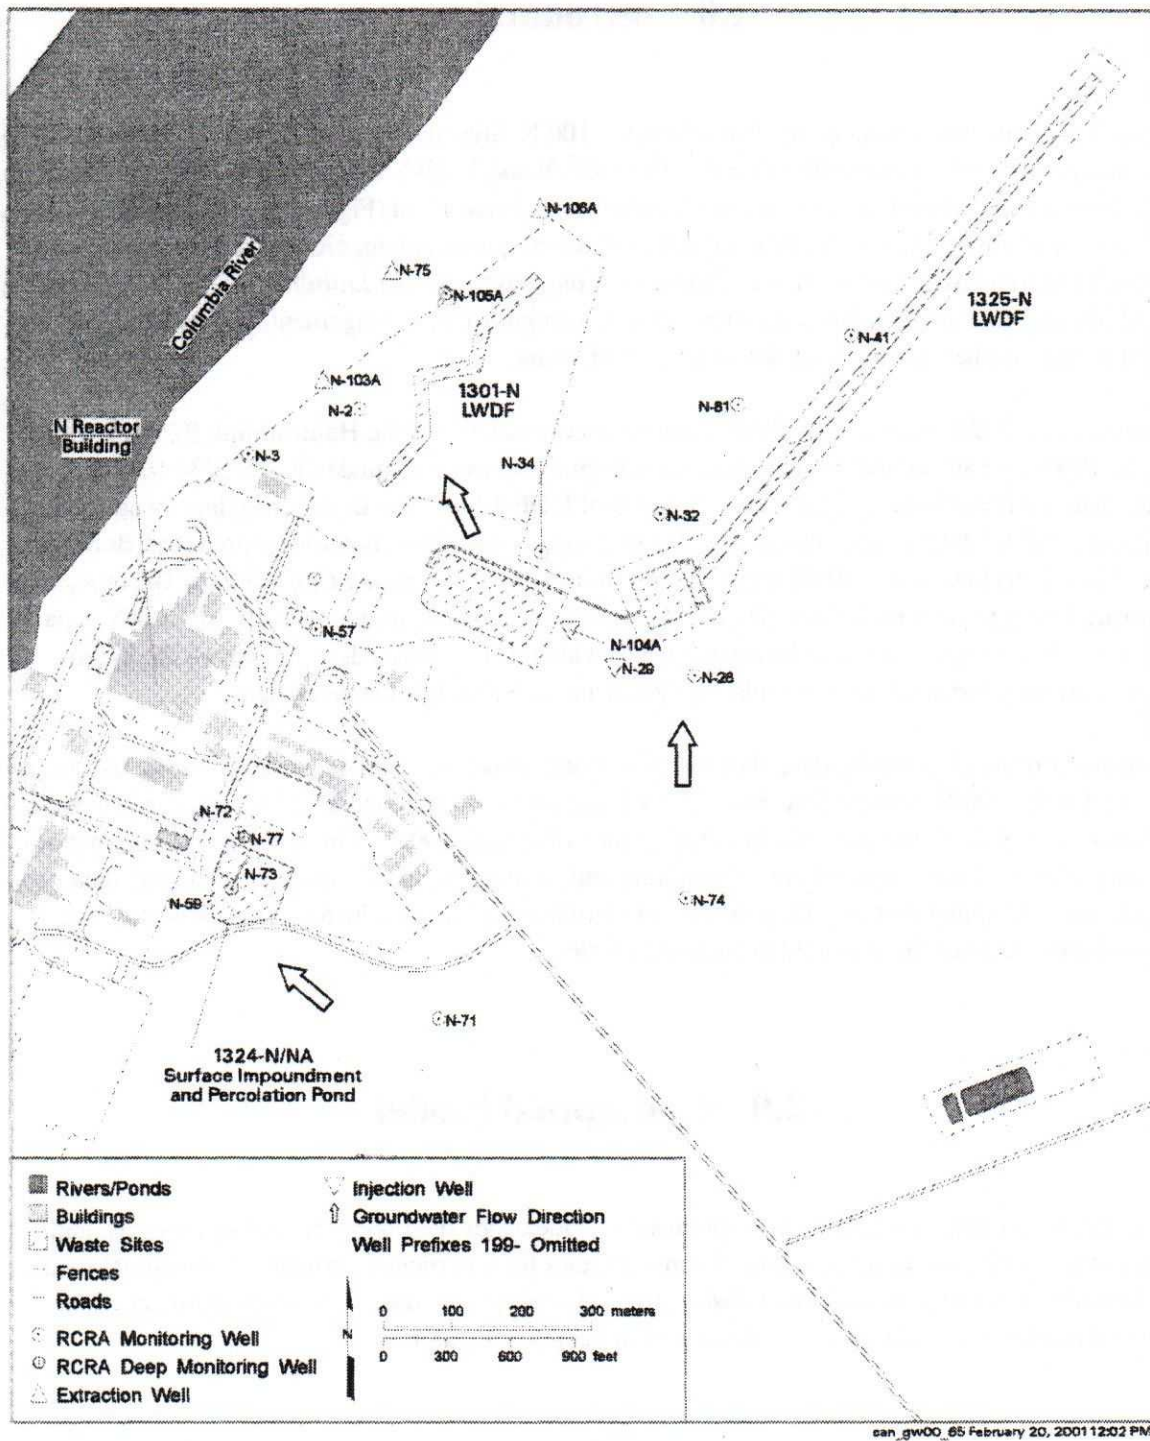 N-106A
N-75
N-105A
Columbia River
1325-N
LWDF
N-41
N-103A
1301-N
LWDF
N-2
N-81
N Reactor
Building
N-3
N-34
N-32
N-57
N-104A
N-29
N-28
N-72
N-77
N-73
N-59
N-74
N-71
1324-N/NA
Surface Impoundment
and Percolation Pond
Rivers/Ponds
Buildings
Waste Sites
Fences
Roads
RCRA Monitoring Well
RCRA Deep Monitoring Well
Extraction Well
Injection Well
Groundwater Flow Direction
Well Prefixes 199- Omitted
N
0 100 200 300 meters
0 300 600 900 feet
can_gw00_65 February 20, 2001 12:02 PM